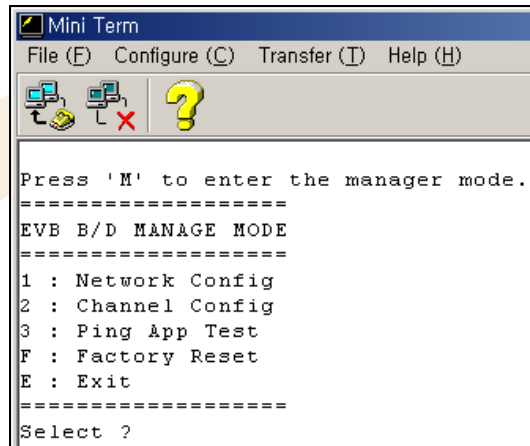 Mini Term
File (F) Configure (C) Transfer (T) Help (H)
Press 'M' to enter the manager mode.
===================
EVB B/D MANAGE MODE
===================
1 : Network Config
2 : Channel Config
3 : Ping App Test
F : Factory Reset
E : Exit
===================
Select ?